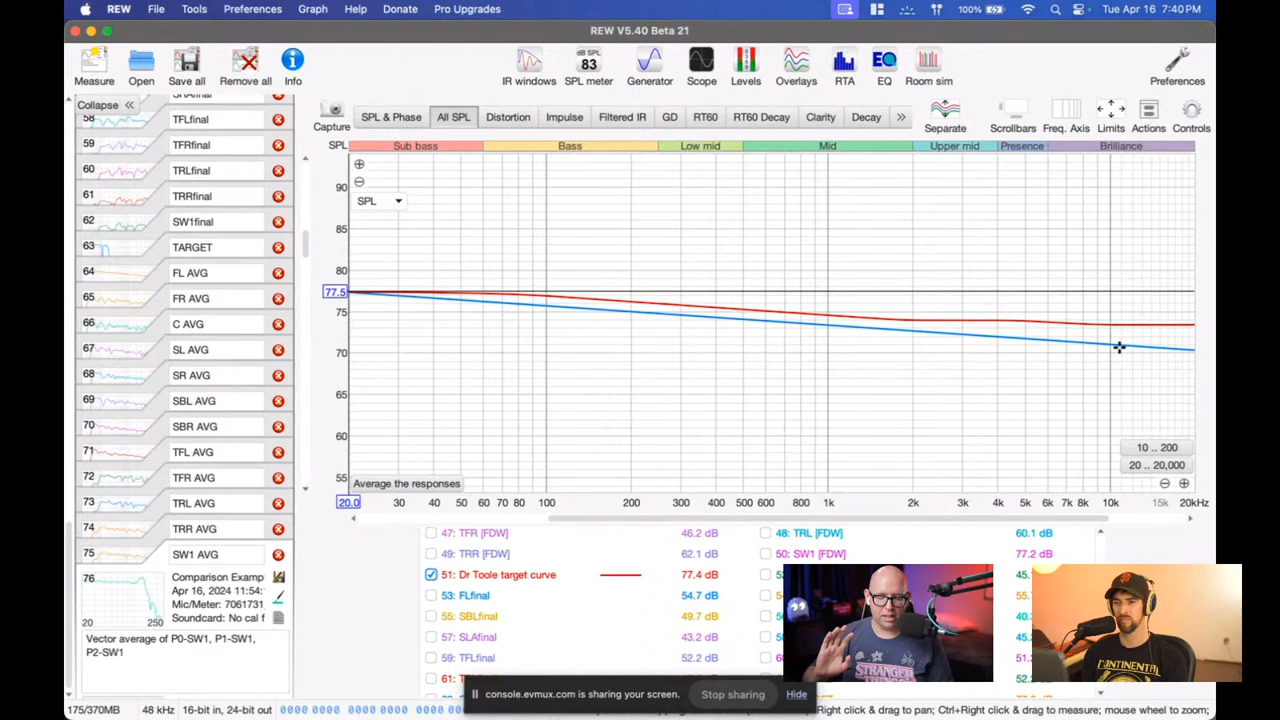 REW File Tools Preferences Graph Help Donate Pro Upgrades 100% Tue Apr 16 7:40 PM
REW V5.40 Beta 21
dB SPL
83
EQ
Measure Open Save all Remove all Info IR windows SPL meter Generator Scope Levels Overlays RTA EQ Room sim Preferences
Collapse
Capture
SPL & Phase All SPL Distortion Impulse Filtered IR GD RT60 RT60 Decay Clarity Decay
Separate Scrollbars Freq. Axis Limits Actions Controls
SPL Sub bass Bass Low mid Mid Upper mid Presence Brilliance
58 TFLfinal
59 TFRfinal
60 TRLfinal
61 TRRfinal
62 SW1final
63 TARGET
64 FL AVG
65 FR AVG
66 C AVG
67 SL AVG
68 SR AVG
69 SBL AVG
70 SBR AVG
71 TFL AVG
72 TFR AVG
73 TRL AVG
74 TRR AVG
75 SW1 AVG
76 Comparison Examp
Apr 16, 2024 11:54:
Mic/Meter: 7061731
Soundcard: No cal f
20 250
Vector average of P0-SW1, P1-SW1,
P2-SW1
90
SPL
85
80
77.5
75
70
65
60
55
10 .. 200
20 .. 20,000
Average the responses
20.0 30 40 50 60 70 80 100 200 300 400 500 600 800 1k 2k 3k 4k 5k 6k 7k 8k 10k 15k 20kHz
47: TFR [FDW] 46.2 dB 48: TRL [FDW] 60.1 dB
49: TRR [FDW] 62.1 dB 50: SW1 [FDW] 77.2 dB
51: Dr Toole target curve 77.4 dB
53: FLfinal 54.7 dB
55: SBLfinal 49.7 dB
57: SLAfinal 43.2 dB
59: TFLfinal 52.2 dB
STRANGER
CONTINENTAL
console.evmux.com is sharing your screen. Stop sharing Hide
175/370MB 48 kHz 16-bit in, 24-bit out 0000 0000 0000 0000
Right click & drag to pan; Ctrl+Right click & drag to measure; mouse wheel to zoom;